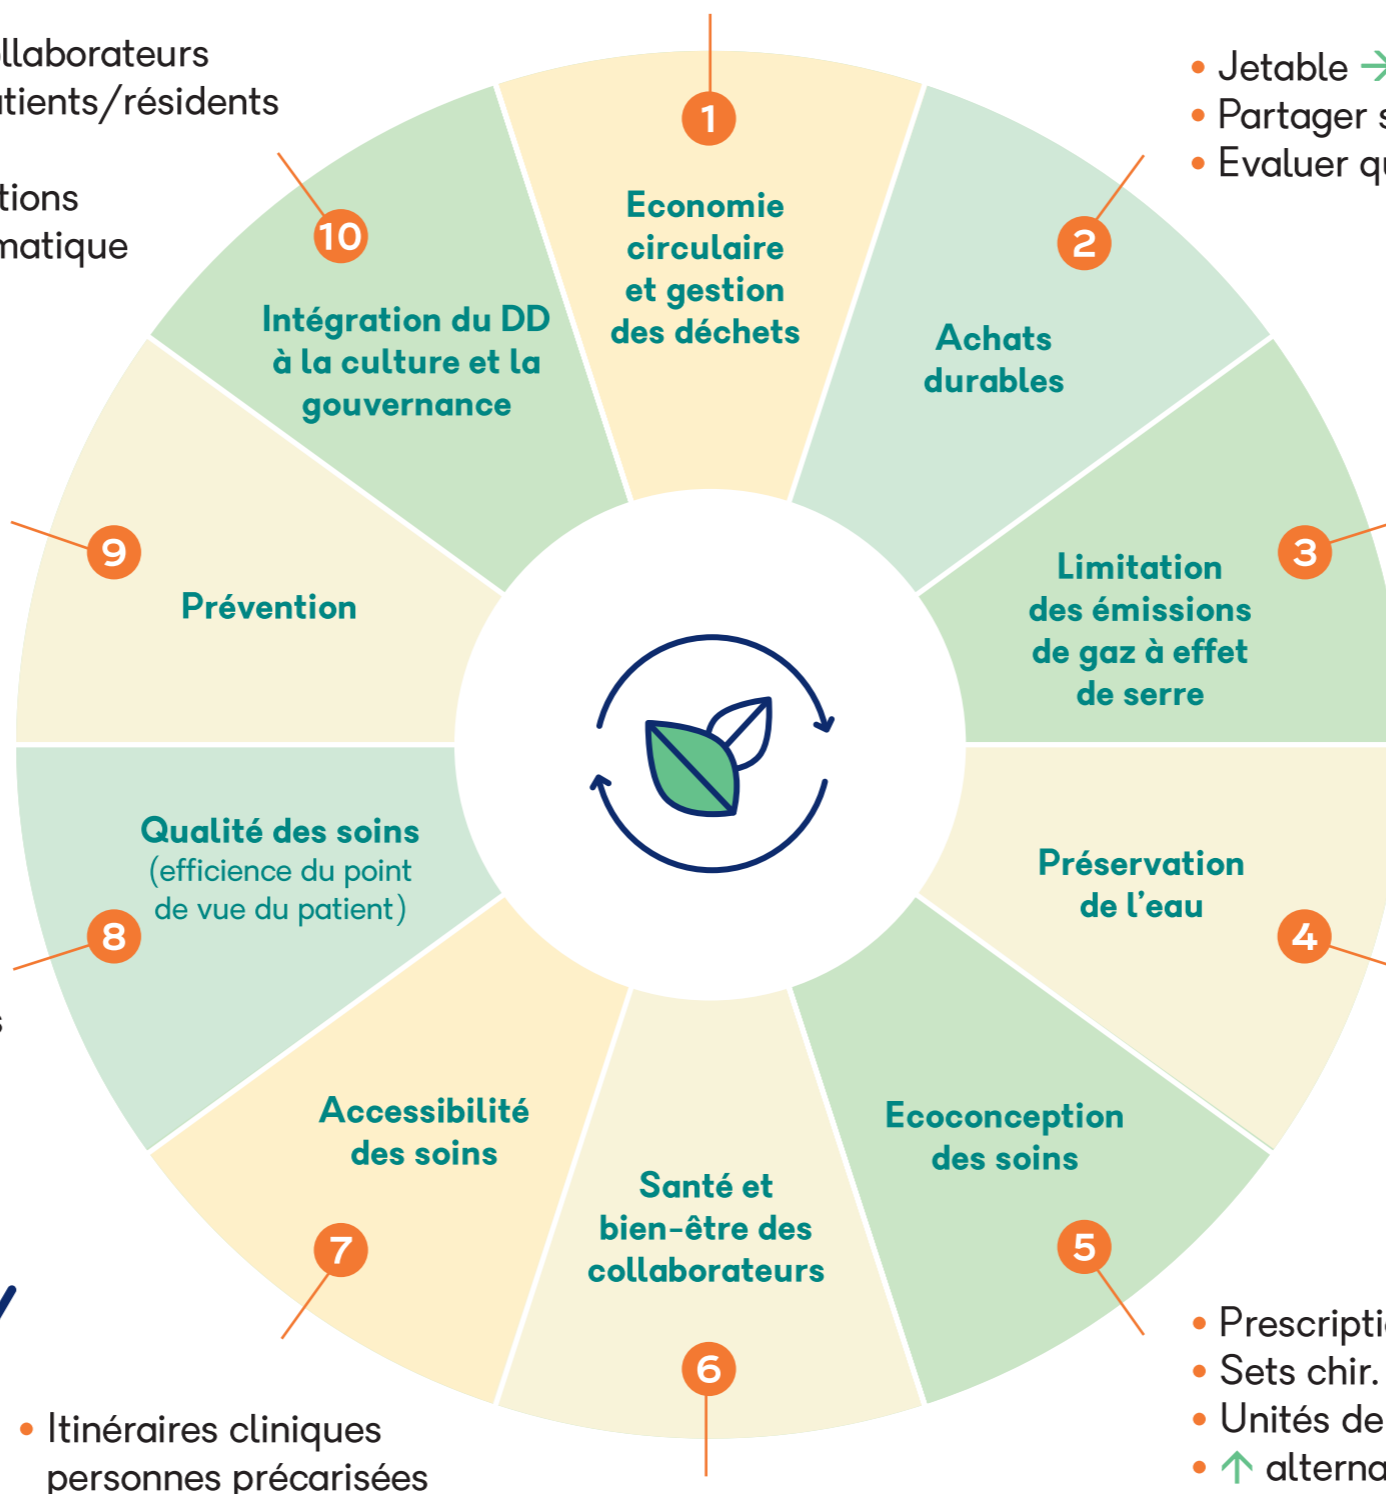 llaborateurs
tients/résidents
tions
matique
1
Economie
circulaire
et gestion
des déchets
• Jetable →
• Partager s
• Evaluer qu
2
Achats
durables
3
Limitation
des émissions
de gaz à effet
de serre
4
Préservation
de l’eau
5
Ecoconception
des soins
• Prescripti
• Sets chir.
• Unités de
• ↑ alterna
6
Santé et
bien-être des
collaborateurs
7
Accessibilité
des soins
• Itinéraires cliniques
personnes précarisées
8
Qualité des soins
(efficience du point
de vue du patient)
s
9
Prévention
10
Intégration du DD
à la culture et la
gouvernance